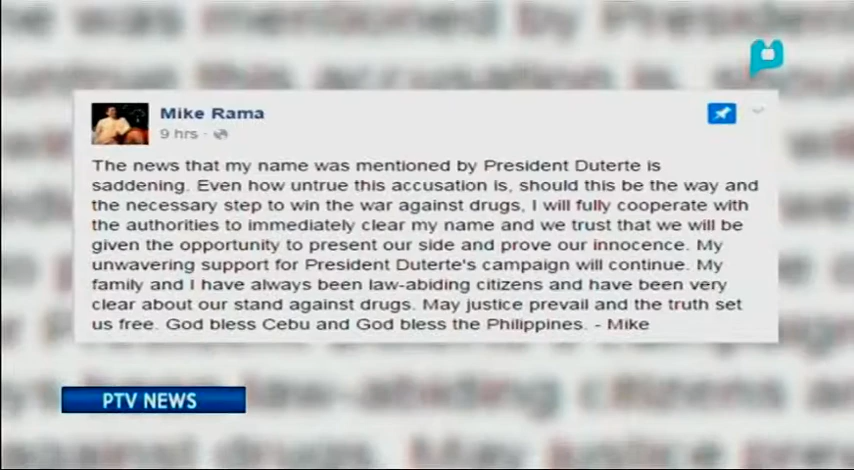 Mike Rama
9 hrs ·
The news that my name was mentioned by President Duterte is
saddening. Even how untrue this accusation is, should this be the way and
the necessary step to win the war against drugs, I will fully cooperate with
the authorities to immediately clear my name and we trust that we will be
given the opportunity to present our side and prove our innocence. My
unwavering support for President Duterte's campaign will continue. My
family and I have always been law-abiding citizens and have been very
clear about our stand against drugs. May justice prevail and the truth set
us free. God bless Cebu and God bless the Philippines. - Mike
PTV NEWS